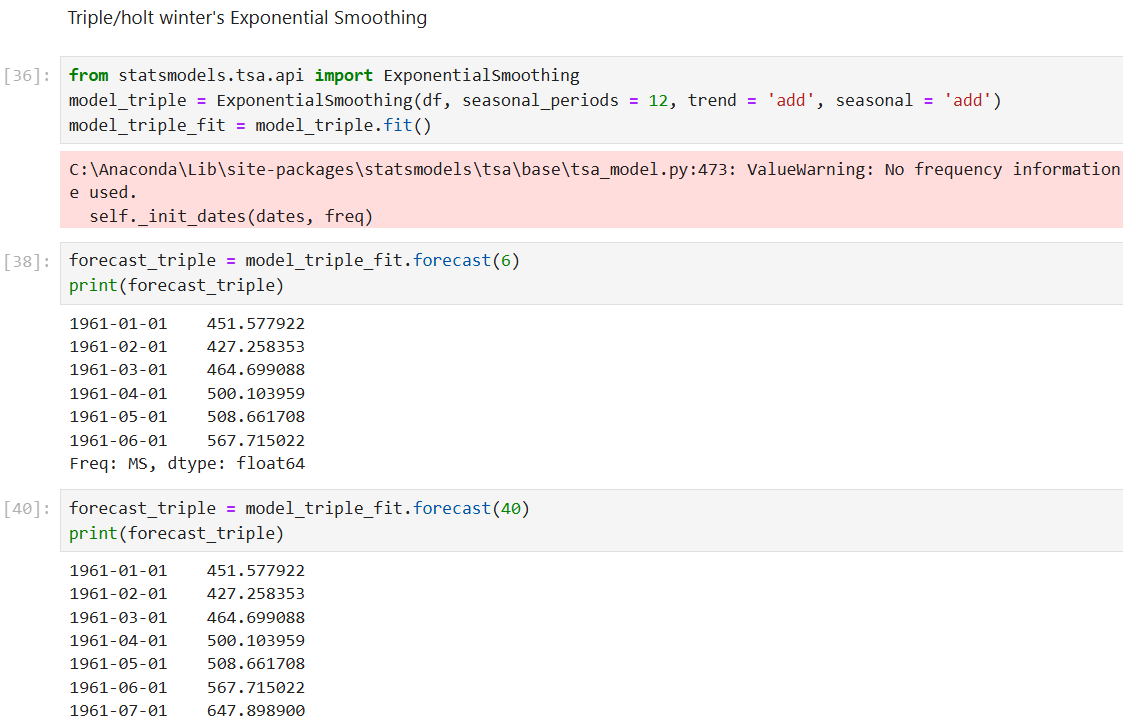 Triple/holt winter's Exponential Smoothing
[36]: from statsmodels.tsa.api import ExponentialSmoothing
model_triple = ExponentialSmoothing(df, seasonal_periods = 12, trend = 'add', seasonal = 'add')
model_triple_fit = model_triple.fit()
C:\Anaconda\Lib\site-packages\statsmodels\tsa\base\tsa_model.py:473: ValueWarning: No frequency information
e used.
self._init_dates(dates, freq)
[38]: forecast_triple = model_triple_fit.forecast(6)
print(forecast_triple)
1961-01-01    451.577922
1961-02-01    427.258353
1961-03-01    464.699088
1961-04-01    500.103959
1961-05-01    508.661708
1961-06-01    567.715022
Freq: MS, dtype: float64
[40]: forecast_triple = model_triple_fit.forecast(40)
print(forecast_triple)
1961-01-01    451.577922
1961-02-01    427.258353
1961-03-01    464.699088
1961-04-01    500.103959
1961-05-01    508.661708
1961-06-01    567.715022
1961-07-01    647.898900